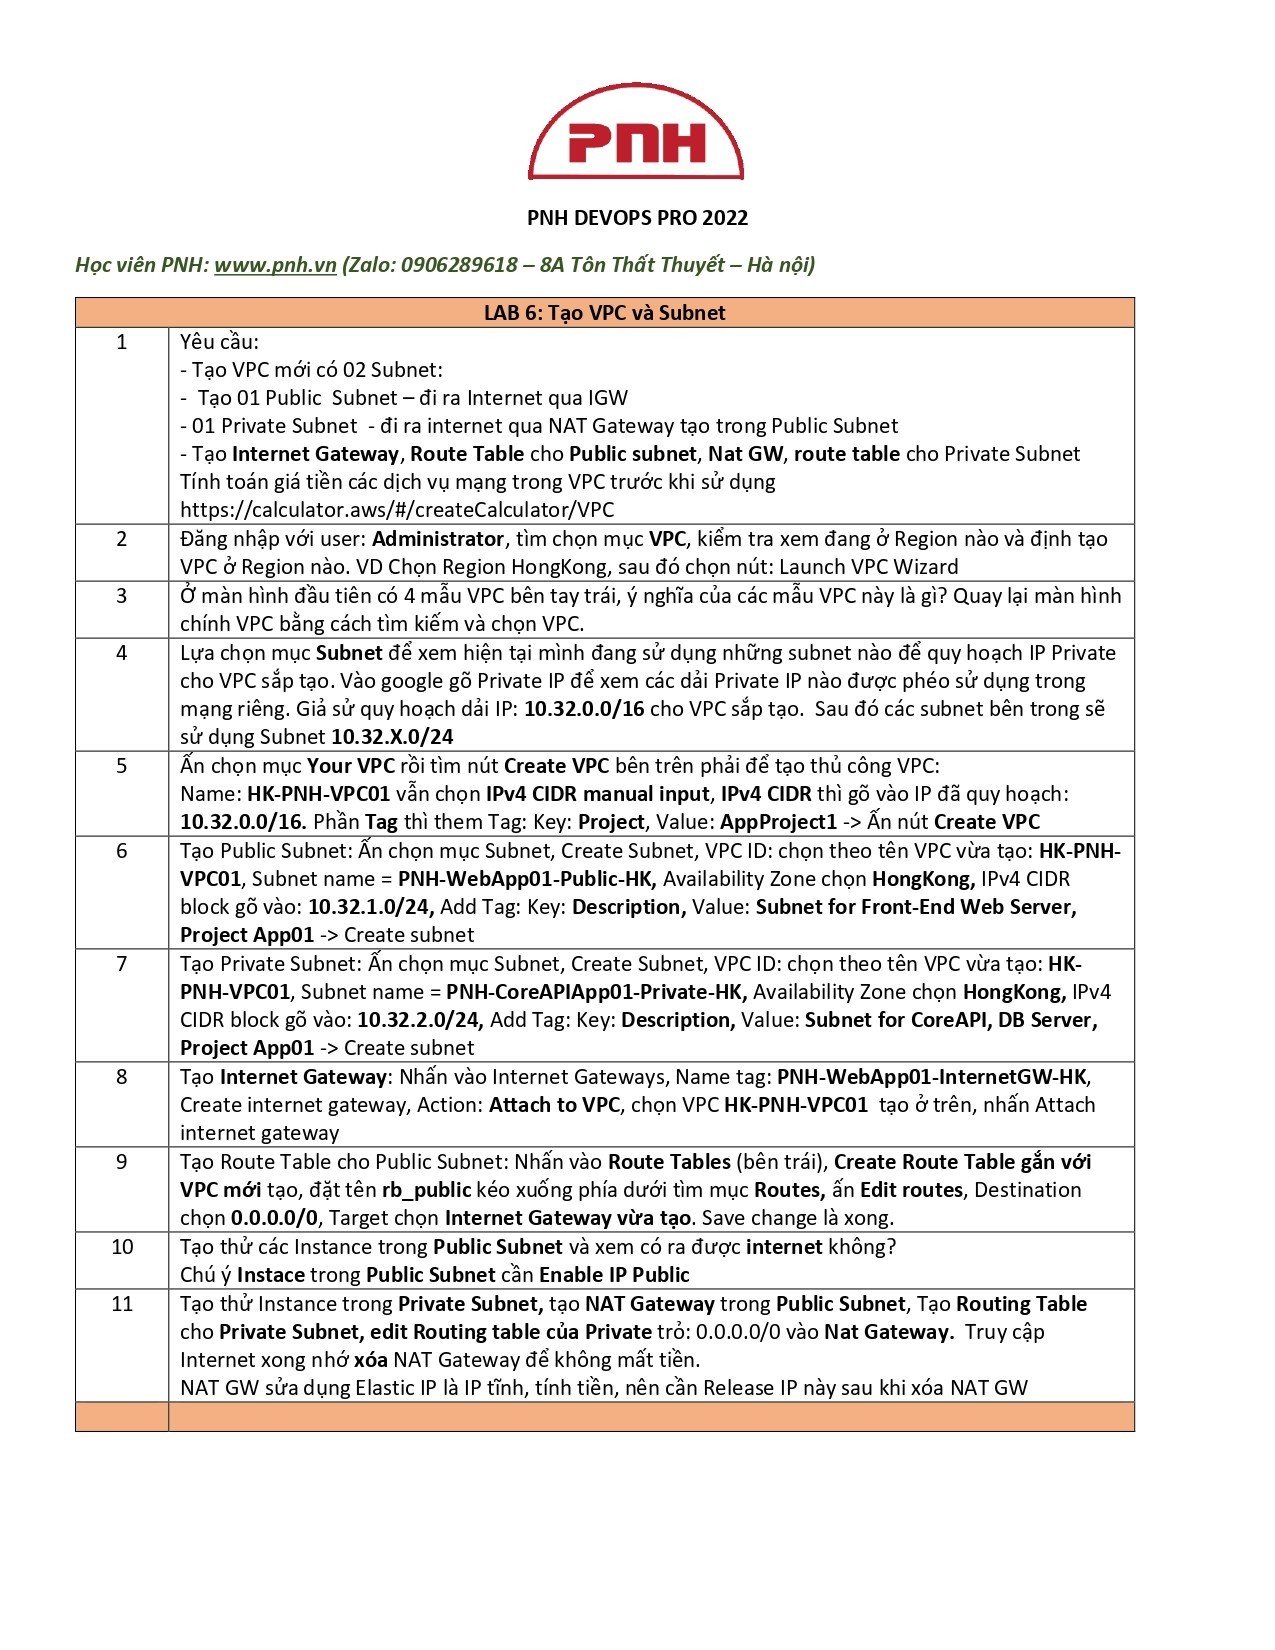 PNH
PNH DEVOPS PRO 2022
Học viên PNH: www.pnh.vn (Zalo: 0906289618 – 8A Tôn Thất Thuyết – Hà nội)
LAB 6: Tạo VPC và Subnet
1
Yêu cầu:
- Tạo VPC mới có 02 Subnet:
- Tạo 01 Public Subnet – đi ra Internet qua IGW
- 01 Private Subnet - đi ra internet qua NAT Gateway tạo trong Public Subnet
- Tạo Internet Gateway, Route Table cho Public subnet, Nat GW, route table cho Private Subnet
Tính toán giá tiền các dịch vụ mạng trong VPC trước khi sử dụng
https://calculator.aws/#/createCalculator/VPC
2
Đăng nhập với user: Administrator, tìm chọn mục VPC, kiểm tra xem đang ở Region nào và định tạo
VPC ở Region nào. VD Chọn Region HongKong, sau đó chọn nút: Launch VPC Wizard
3
Ở màn hình đầu tiên có 4 mẫu VPC bên tay trái, ý nghĩa của các mẫu VPC này là gì? Quay lại màn hình
chính VPC bằng cách tìm kiếm và chọn VPC.
4
Lựa chọn mục Subnet để xem hiện tại mình đang sử dụng những subnet nào để quy hoạch IP Private
cho VPC sắp tạo. Vào google gõ Private IP để xem các dải Private IP nào được phéo sử dụng trong
mạng riêng. Giả sử quy hoạch dải IP: 10.32.0.0/16 cho VPC sắp tạo. Sau đó các subnet bên trong sẽ
sử dụng Subnet 10.32.X.0/24
5
Ấn chọn mục Your VPC rồi tìm nút Create VPC bên trên phải để tạo thủ công VPC:
Name: HK-PNH-VPC01 vẫn chọn IPv4 CIDR manual input, IPv4 CIDR thì gõ vào IP đã quy hoạch:
10.32.0.0/16. Phần Tag thì them Tag: Key: Project, Value: AppProject1 -> Ấn nút Create VPC
6
Tạo Public Subnet: Ấn chọn mục Subnet, Create Subnet, VPC ID: chọn theo tên VPC vừa tạo: HK-PNH-
VPC01, Subnet name = PNH-WebApp01-Public-HK, Availability Zone chọn HongKong, IPv4 CIDR
block gõ vào: 10.32.1.0/24, Add Tag: Key: Description, Value: Subnet for Front-End Web Server,
Project App01 -> Create subnet
7
Tạo Private Subnet: Ấn chọn mục Subnet, Create Subnet, VPC ID: chọn theo tên VPC vừa tạo: HK-
PNH-VPC01, Subnet name = PNH-CoreAPIApp01-Private-HK, Availability Zone chọn HongKong, IPv4
CIDR block gõ vào: 10.32.2.0/24, Add Tag: Key: Description, Value: Subnet for CoreAPI, DB Server,
Project App01 -> Create subnet
8
Tạo Internet Gateway: Nhấn vào Internet Gateways, Name tag: PNH-WebApp01-InternetGW-HK,
Create internet gateway, Action: Attach to VPC, chọn VPC HK-PNH-VPC01 tạo ở trên, nhấn Attach
internet gateway
9
Tạo Route Table cho Public Subnet: Nhấn vào Route Tables (bên trái), Create Route Table gắn với
VPC mới tạo, đặt tên rb_public kéo xuống phía dưới tìm mục Routes, ấn Edit routes, Destination
chọn 0.0.0.0/0, Target chọn Internet Gateway vừa tạo. Save change là xong.
10
Tạo thử các Instance trong Public Subnet và xem có ra được internet không?
Chú ý Instace trong Public Subnet cần Enable IP Public
11
Tạo thử Instance trong Private Subnet, tạo NAT Gateway trong Public Subnet, Tạo Routing Table
cho Private Subnet, edit Routing table của Private trỏ: 0.0.0.0/0 vào Nat Gateway. Truy cập
Internet xong nhớ xóa NAT Gateway để không mất tiền.
NAT GW sửa dụng Elastic IP là IP tĩnh, tính tiền, nên cần Release IP này sau khi xóa NAT GW